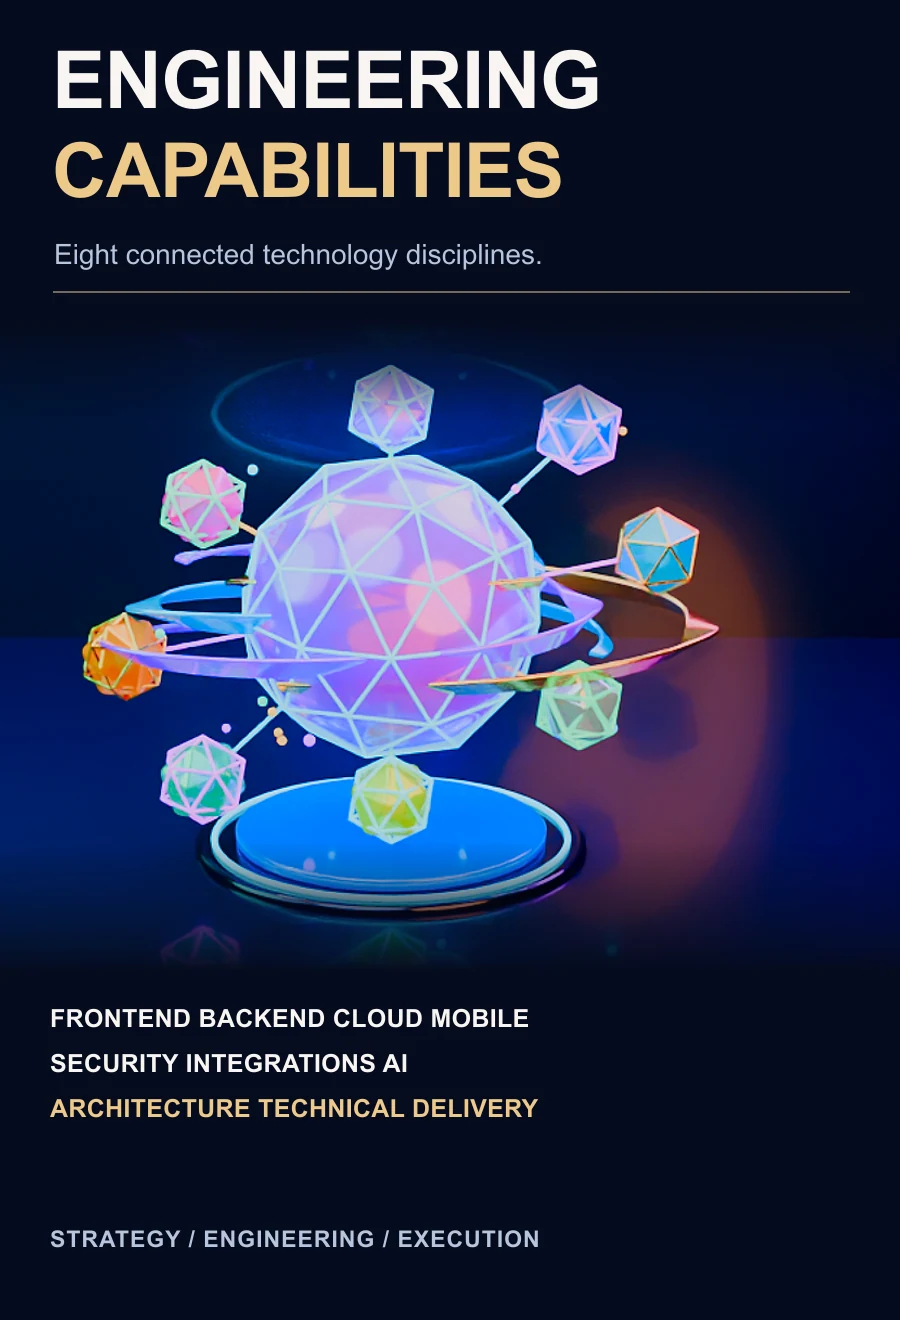 ENGINEERING
CAPABILITIES
Eight connected technology disciplines.
FRONTEND BACKEND CLOUD MOBILE
SECURITY INTEGRATIONS AI
ARCHITECTURE TECHNICAL DELIVERY
STRATEGY / ENGINEERING / EXECUTION